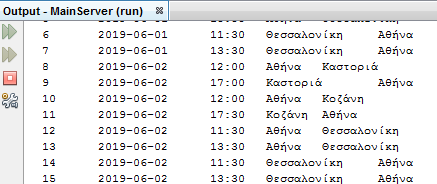 Output - MainServer (run)
6 2019-06-01 11:30 Θεσσαλονίκη Αθήνα
7 2019-06-01 13:30 Θεσσαλονίκη Αθήνα
8 2019-06-02 12:00 Αθήνα Καστοριά
9 2019-06-02 17:00 Καστοριά Αθήνα
10 2019-06-02 12:00 Αθήνα Κοζάνη
11 2019-06-02 17:30 Κοζάνη Αθήνα
12 2019-06-02 11:30 Αθήνα Θεσσαλονίκη
13 2019-06-02 13:30 Αθήνα Θεσσαλονίκη
14 2019-06-02 11:30 Θεσσαλονίκη Αθήνα
15 2019-06-02 13:30 Θεσσαλονίκη Αθήνα